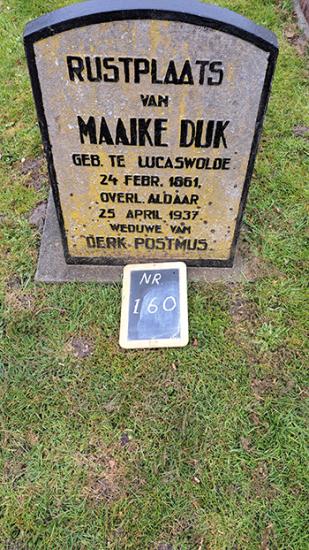 RUSTPLAATS
VAN
MAAIKE DIJK
GEB. TE LUCASWOLDE
24 FEBR. 1861,
OVERL. ALDAAR
25 APRIL 1937
WEDUWE VAN
DERK POSTMUS.
NR
160